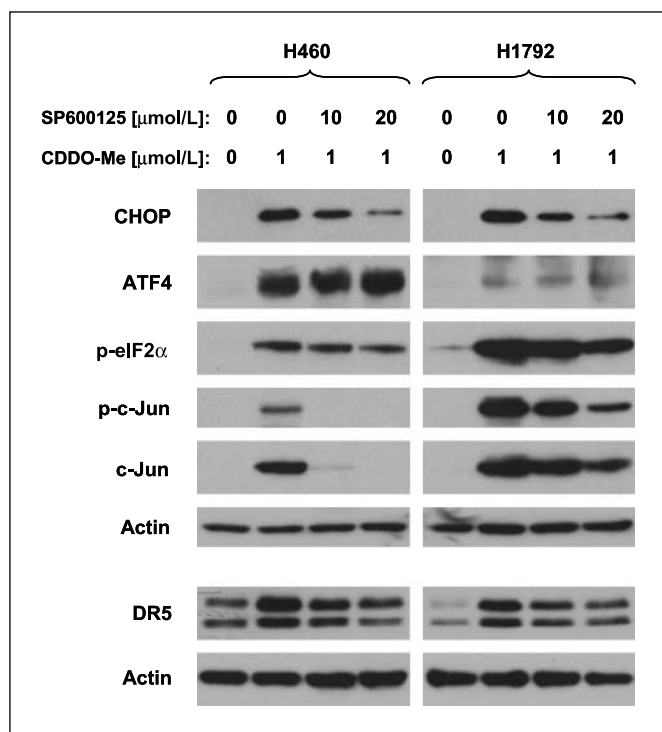 H460 H1792
SP600125 [μmol/L]: 0 0 10 20 0 0 10 20
CDDO-Me [μmol/L]: 0 1 1 1 0 1 1 1
CHOP
ATF4
p-eIF2α
p-c-Jun
c-Jun
Actin
DR5
Actin